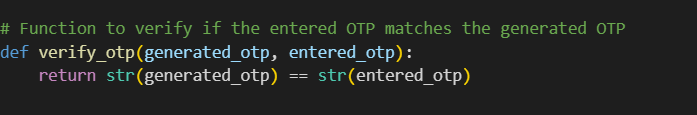 # Function to verify if the entered OTP matches the generated OTP
def verify_otp(generated_otp, entered_otp):
    return str(generated_otp) == str(entered_otp)